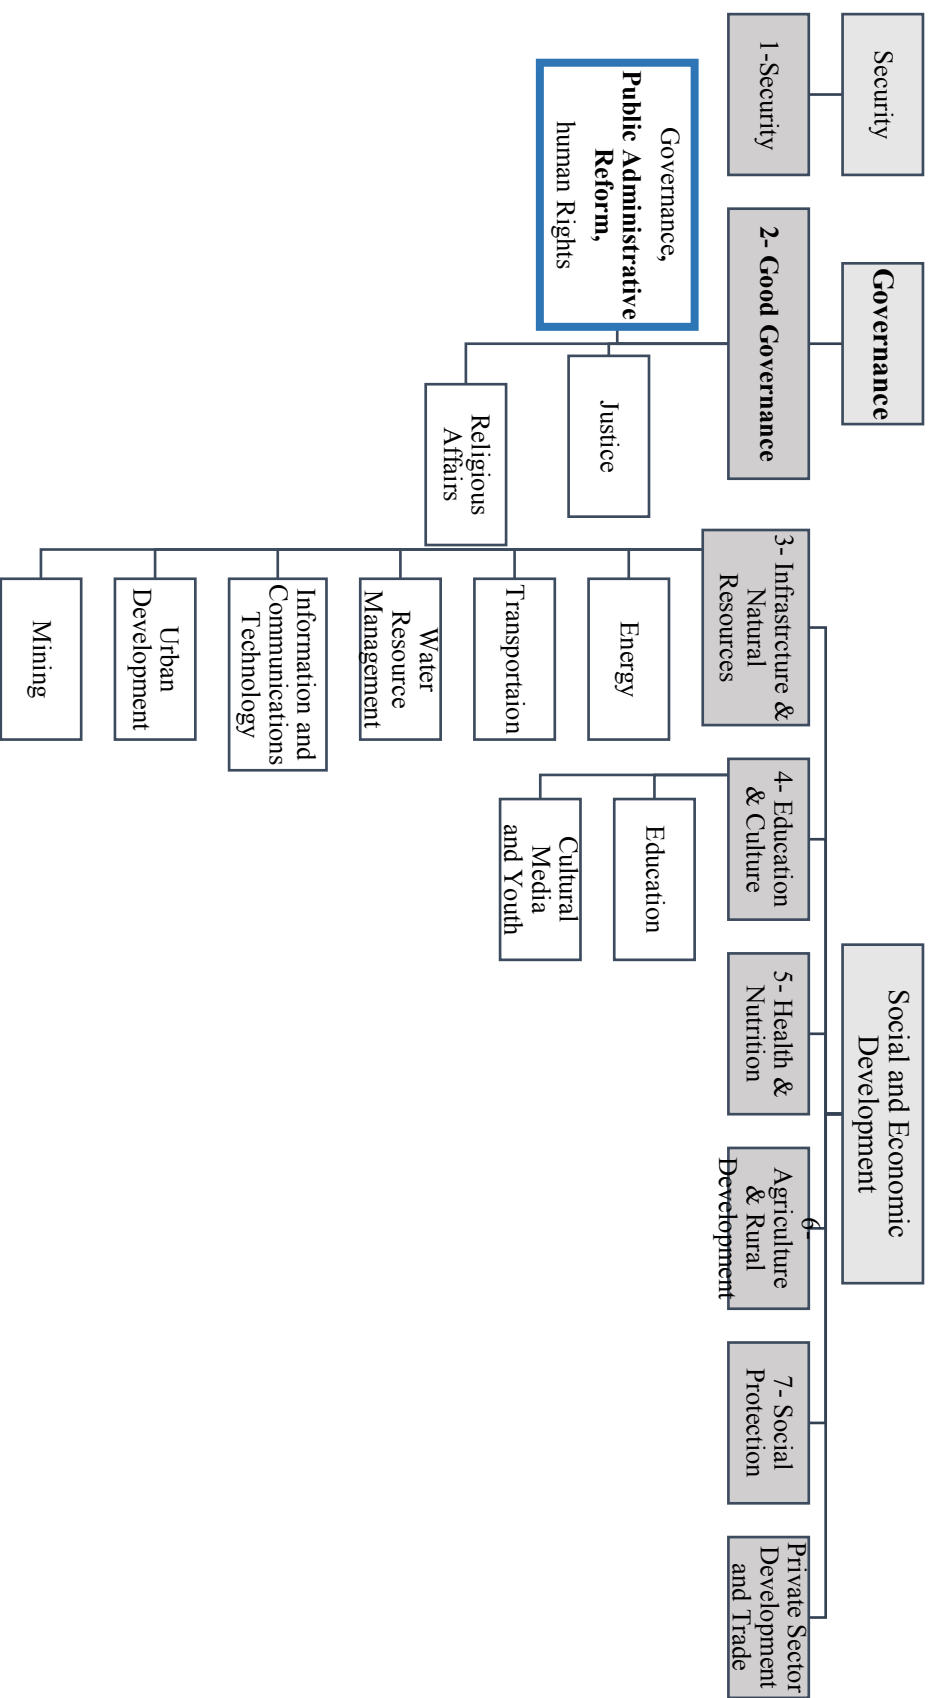 Security
1-Security
Governance
2- Good Governance
Governance,
Public Administrative
Reform,
human Rights
Justice
Religious
Affairs
Social and Economic
Development
3- Infrastrcture &
Natural
Resources
Energy
Transportaion
Water
Resource
Management
Information and
Communications
Technology
Urban
Development
Mining
4- Education
& Culture
Education
Cultural
Media
and Youth
5- Health &
Nutrition
6-
Agriculture
& Rural
Development
7- Social
Protection
Private Sector
Development
and Trade